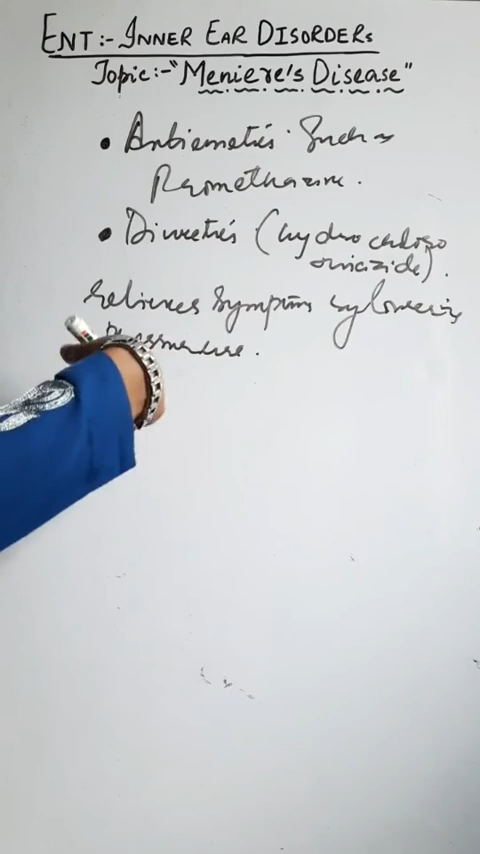 ENT:- INNER EAR DISORDERs
Topic:-"Meniere's Disease"
• Antiemetics Such as
Promethazine.
• Diuretics (hydrochloro
thiazide).
relieves Symptoms by lowering
Pressure.